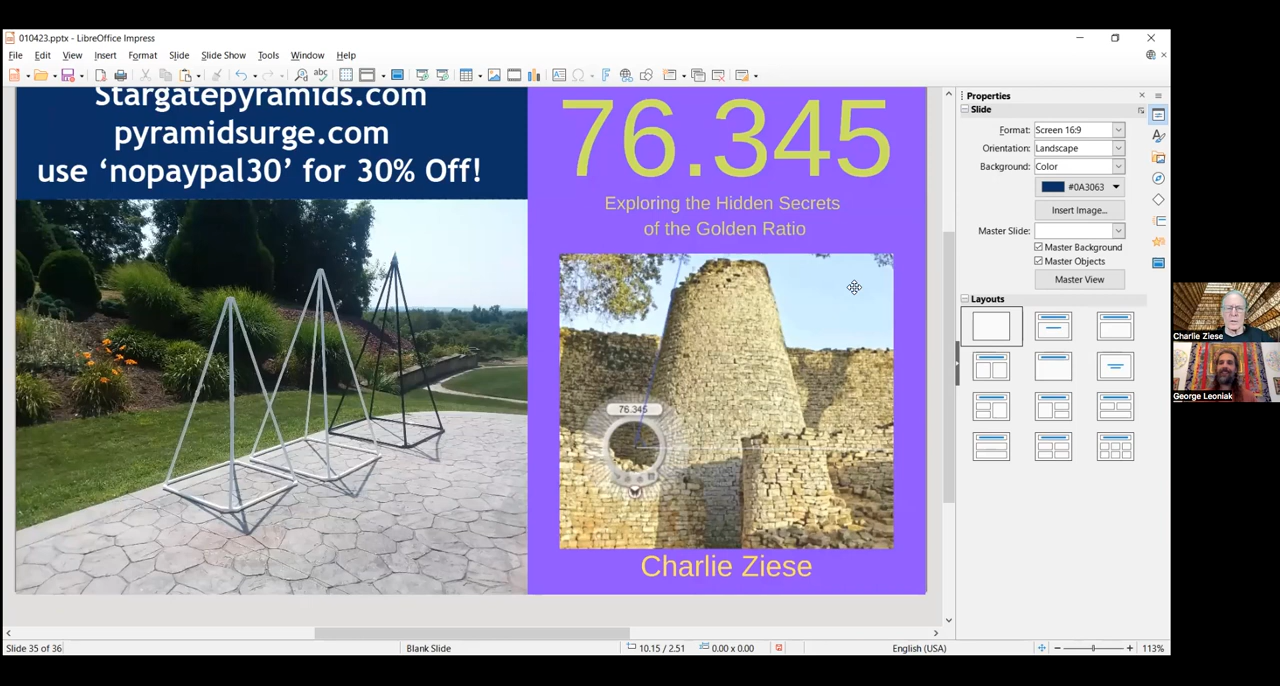 010423.pptx - LibreOffice Impress
File Edit View Insert Format Slide Slide Show Tools Window Help
Stargatepyramids.com
pyramidsurge.com
use ‘nopaypal30’ for 30% Off!
76.345
Exploring the Hidden Secrets
of the Golden Ratio
76.345
Charlie Ziese
Properties
Slide
Format: Screen 16:9
Orientation: Landscape
Background: Color
#0A3063
Insert Image...
Master Slide:
Master Background
Master Objects
Master View
Layouts
Charlie Ziese
George Leoniak
Slide 35 of 36
Blank Slide
10.15 / 2.51
0.00 x 0.00
English (USA)
113%